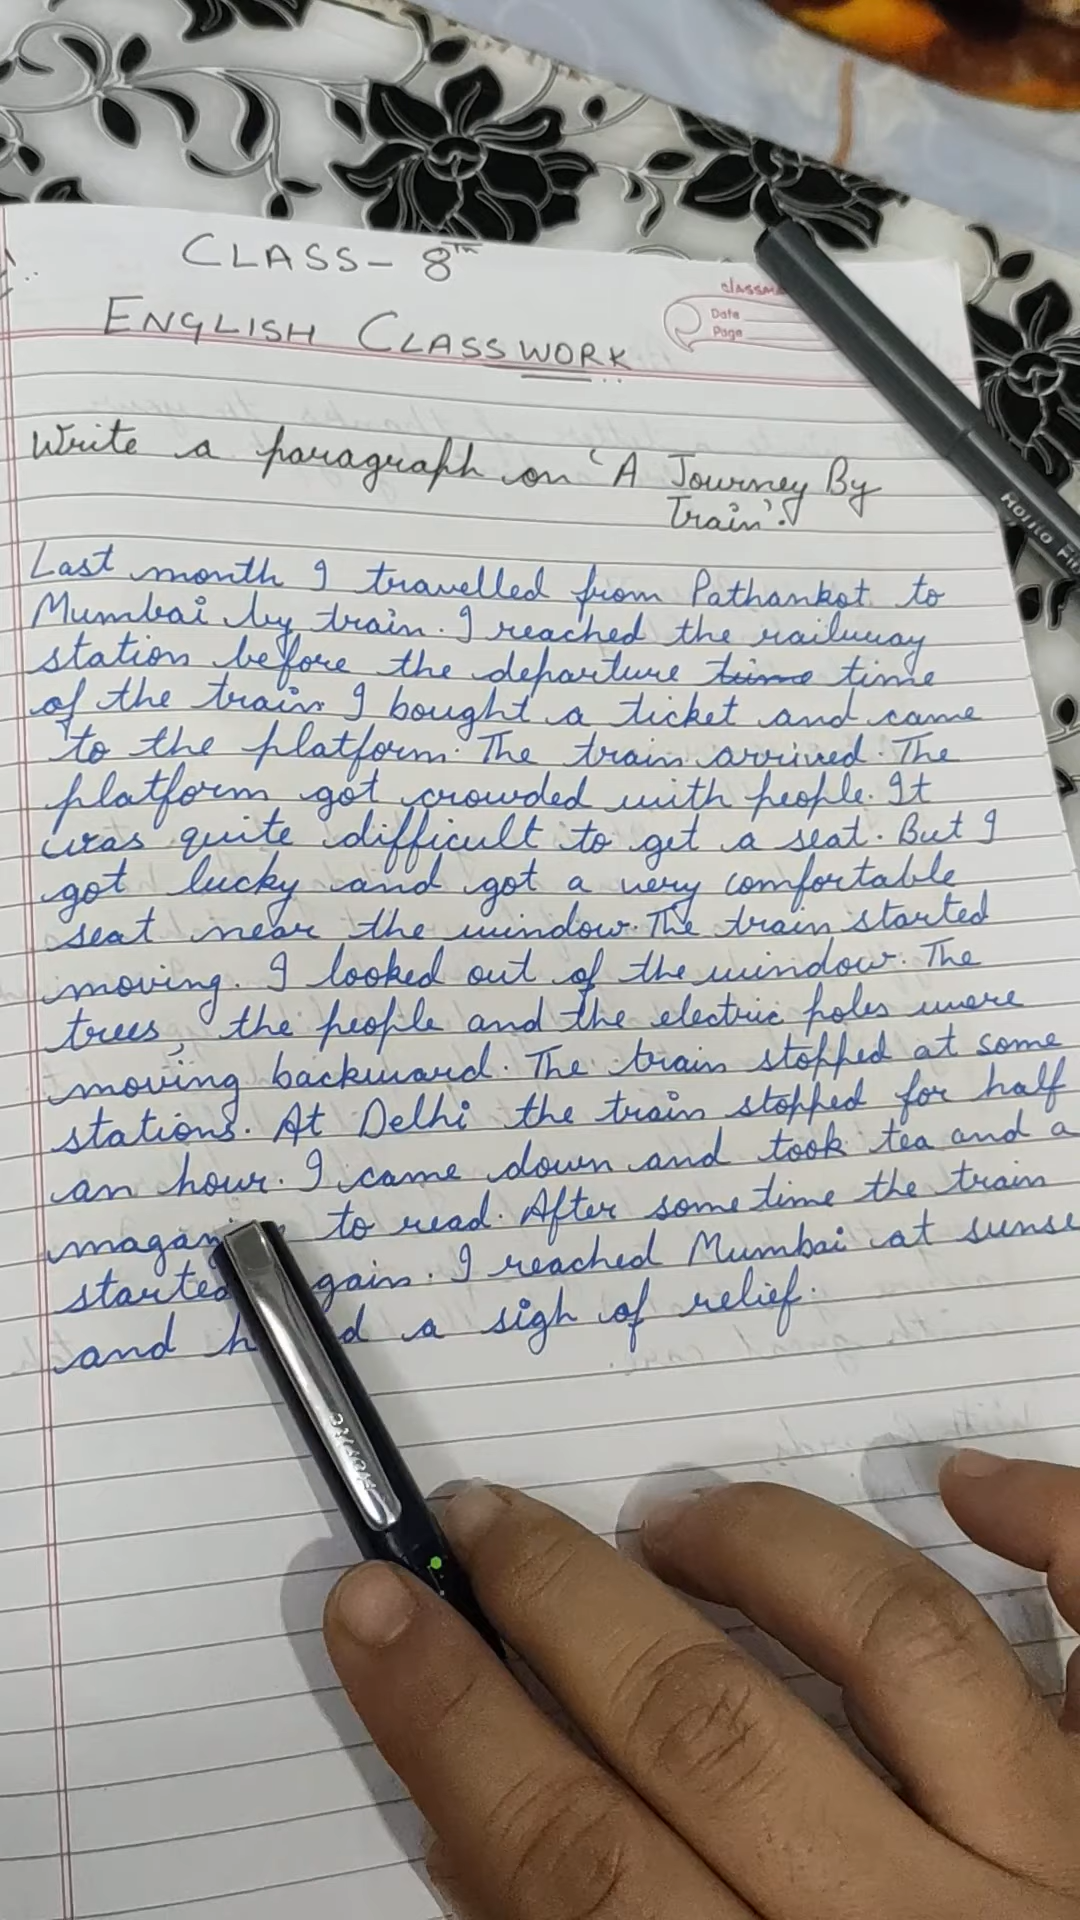 CLASS- 8TH
ENGLISH CLASSWORK
classma
Date
Page
Write a paragraph on 'A Journey By
Train'.
Last month I travelled from Pathankot to
Mumbai by train. I reached the railway
station before the departure time time
of the train. I bought a ticket and came
to the platform. The train arrived. The
platform got crowded with people. It
was quite difficult to get a seat. But I
got lucky and got a very comfortable
seat near the window. The train started
moving. I looked out of the window. The
trees, the people and the electric poles were
moving backward. The train stopped at some
stations. At Delhi the train stopped for half
an hour. I came down and took tea and a
to read. After some time the train
started gain. I reached Mumbai at sunse
and h d a sigh of relief.